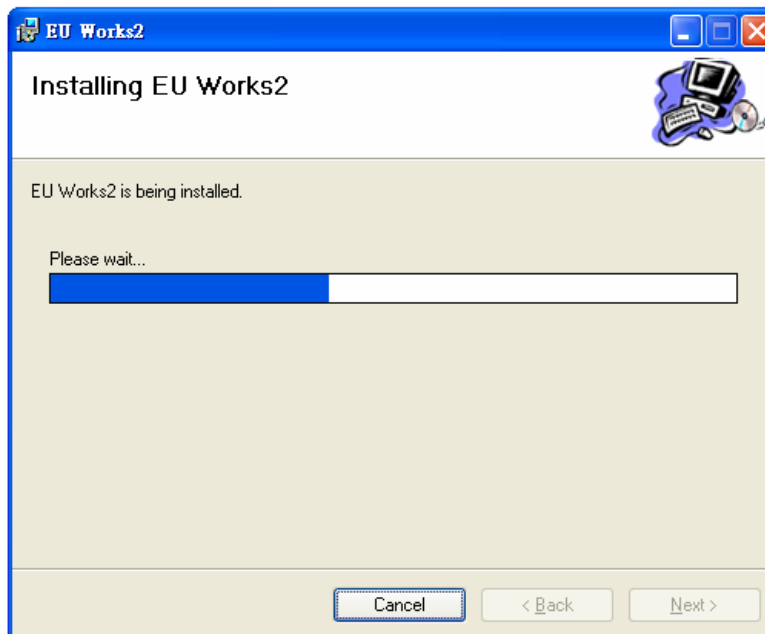 EU Works2
Installing EU Works2
EU Works2 is being installed.
Please wait...
Cancel
< Back
Next >